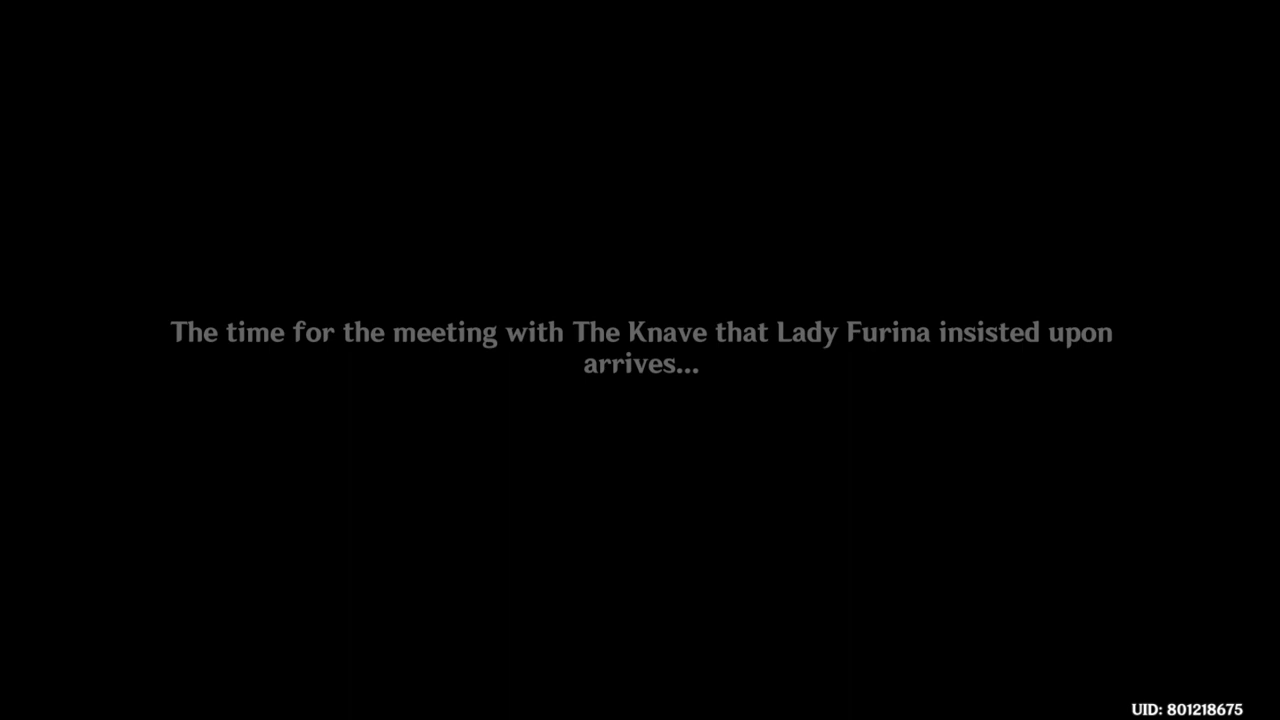 The time for the meeting with The Knave that Lady Furina insisted upon
arrives...
UID: 801218675